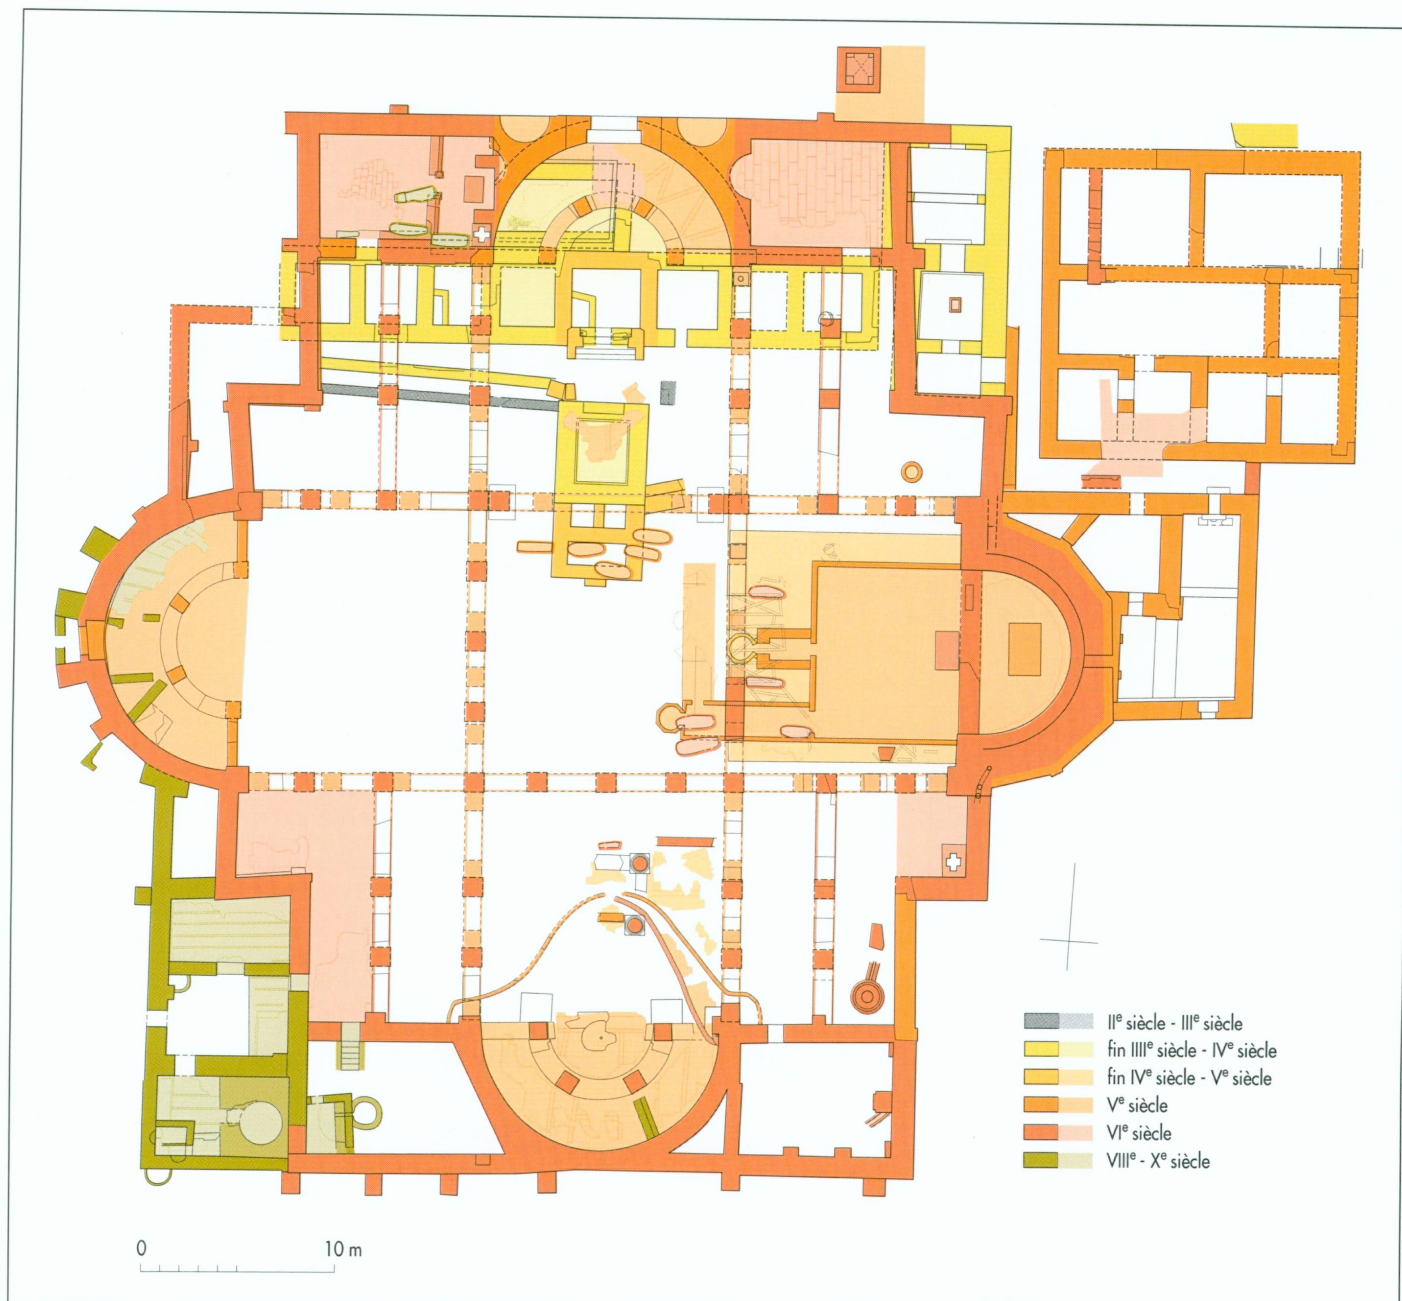 IIe siècle - IIIe siècle
fin IIIIe siècle - IVe siècle
fin IVe siècle - Ve siècle
Ve siècle
VIe siècle
VIIIe - Xe siècle
0 10 m